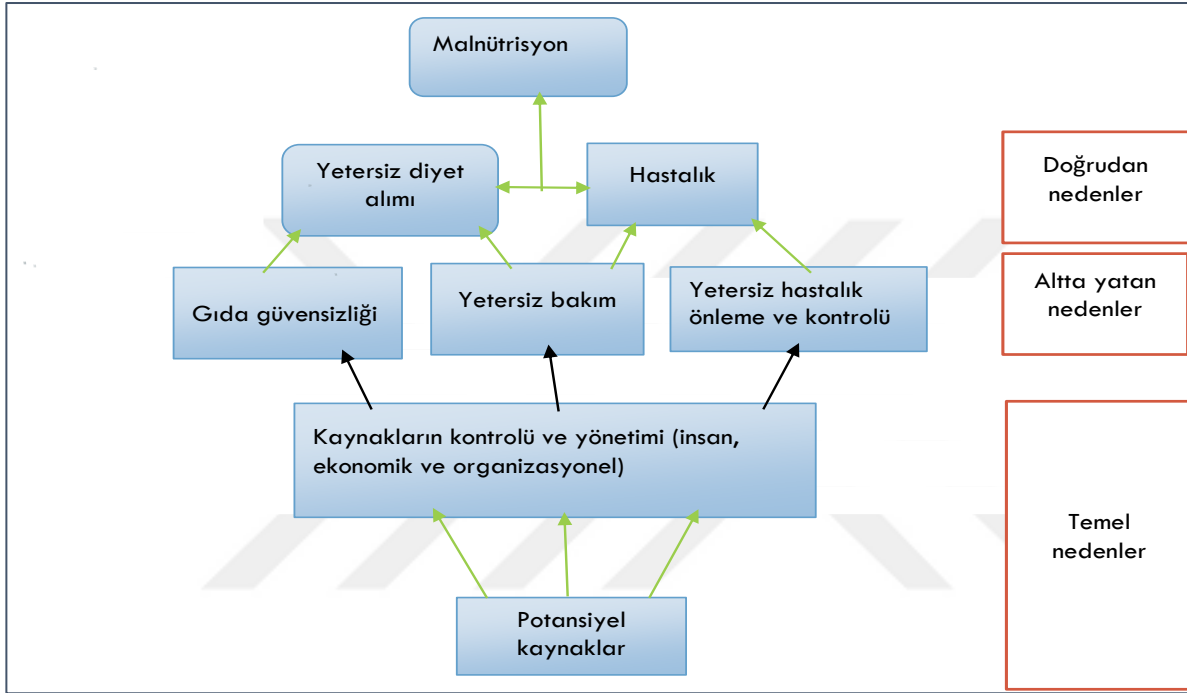 Malnütrisyon
Yetersiz diyet
alımı
Hastalık
Doğrudan
nedenler
Gıda güvensizliği
Yetersiz bakım
Yetersiz hastalık
önleme ve kontrolü
Altta yatan
nedenler
Kaynakların kontrolü ve yönetimi (insan,
ekonomik ve organizasyonel)
Temel
nedenler
Potansiyel
kaynaklar